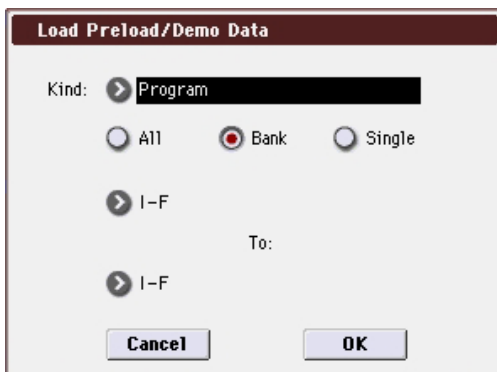 Load Preload/Demo Data
Kind: Program
All Bank Single
I-F
To:
I-F
Cancel OK